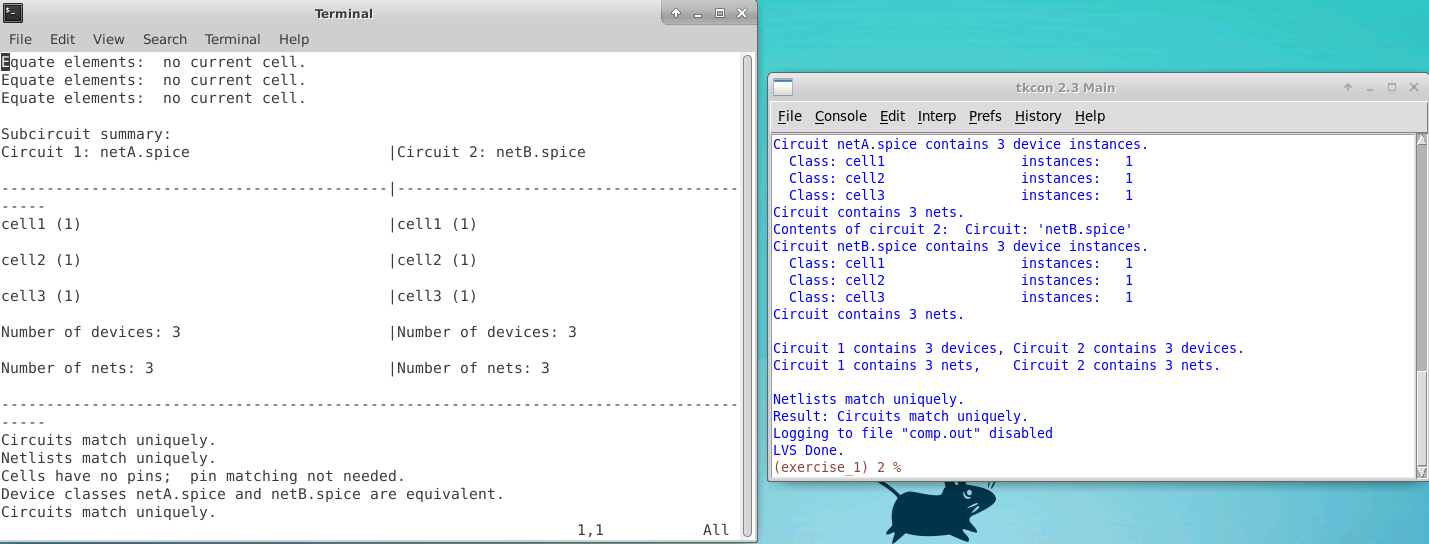 Terminal
File Edit View Search Terminal Help
Equate elements:  no current cell.
Equate elements:  no current cell.
Equate elements:  no current cell.
Subcircuit summary:
Circuit 1: netA.spice                      |Circuit 2: netB.spice
-------------------------------------------|--------------------------------------
-----
cell1 (1)                                  |cell1 (1)
cell2 (1)                                  |cell2 (1)
cell3 (1)                                  |cell3 (1)
Number of devices: 3                       |Number of devices: 3
Number of nets: 3                          |Number of nets: 3
----------------------------------------------------------------------------------
-----
Circuits match uniquely.
Netlists match uniquely.
Cells have no pins;  pin matching not needed.
Device classes netA.spice and netB.spice are equivalent.
Circuits match uniquely.
1,1           All
tkcon 2.3 Main
File Console Edit Interp Prefs History Help
Circuit netA.spice contains 3 device instances.
  Class: cell1                 instances:   1
  Class: cell2                 instances:   1
  Class: cell3                 instances:   1
Circuit contains 3 nets.
Contents of circuit 2:  Circuit: 'netB.spice'
Circuit netB.spice contains 3 device instances.
  Class: cell1                 instances:   1
  Class: cell2                 instances:   1
  Class: cell3                 instances:   1
Circuit contains 3 nets.
Circuit 1 contains 3 devices, Circuit 2 contains 3 devices.
Circuit 1 contains 3 nets,    Circuit 2 contains 3 nets.
Netlists match uniquely.
Result: Circuits match uniquely.
Logging to file "comp.out" disabled
LVS Done.
(exercise_1) 2 %